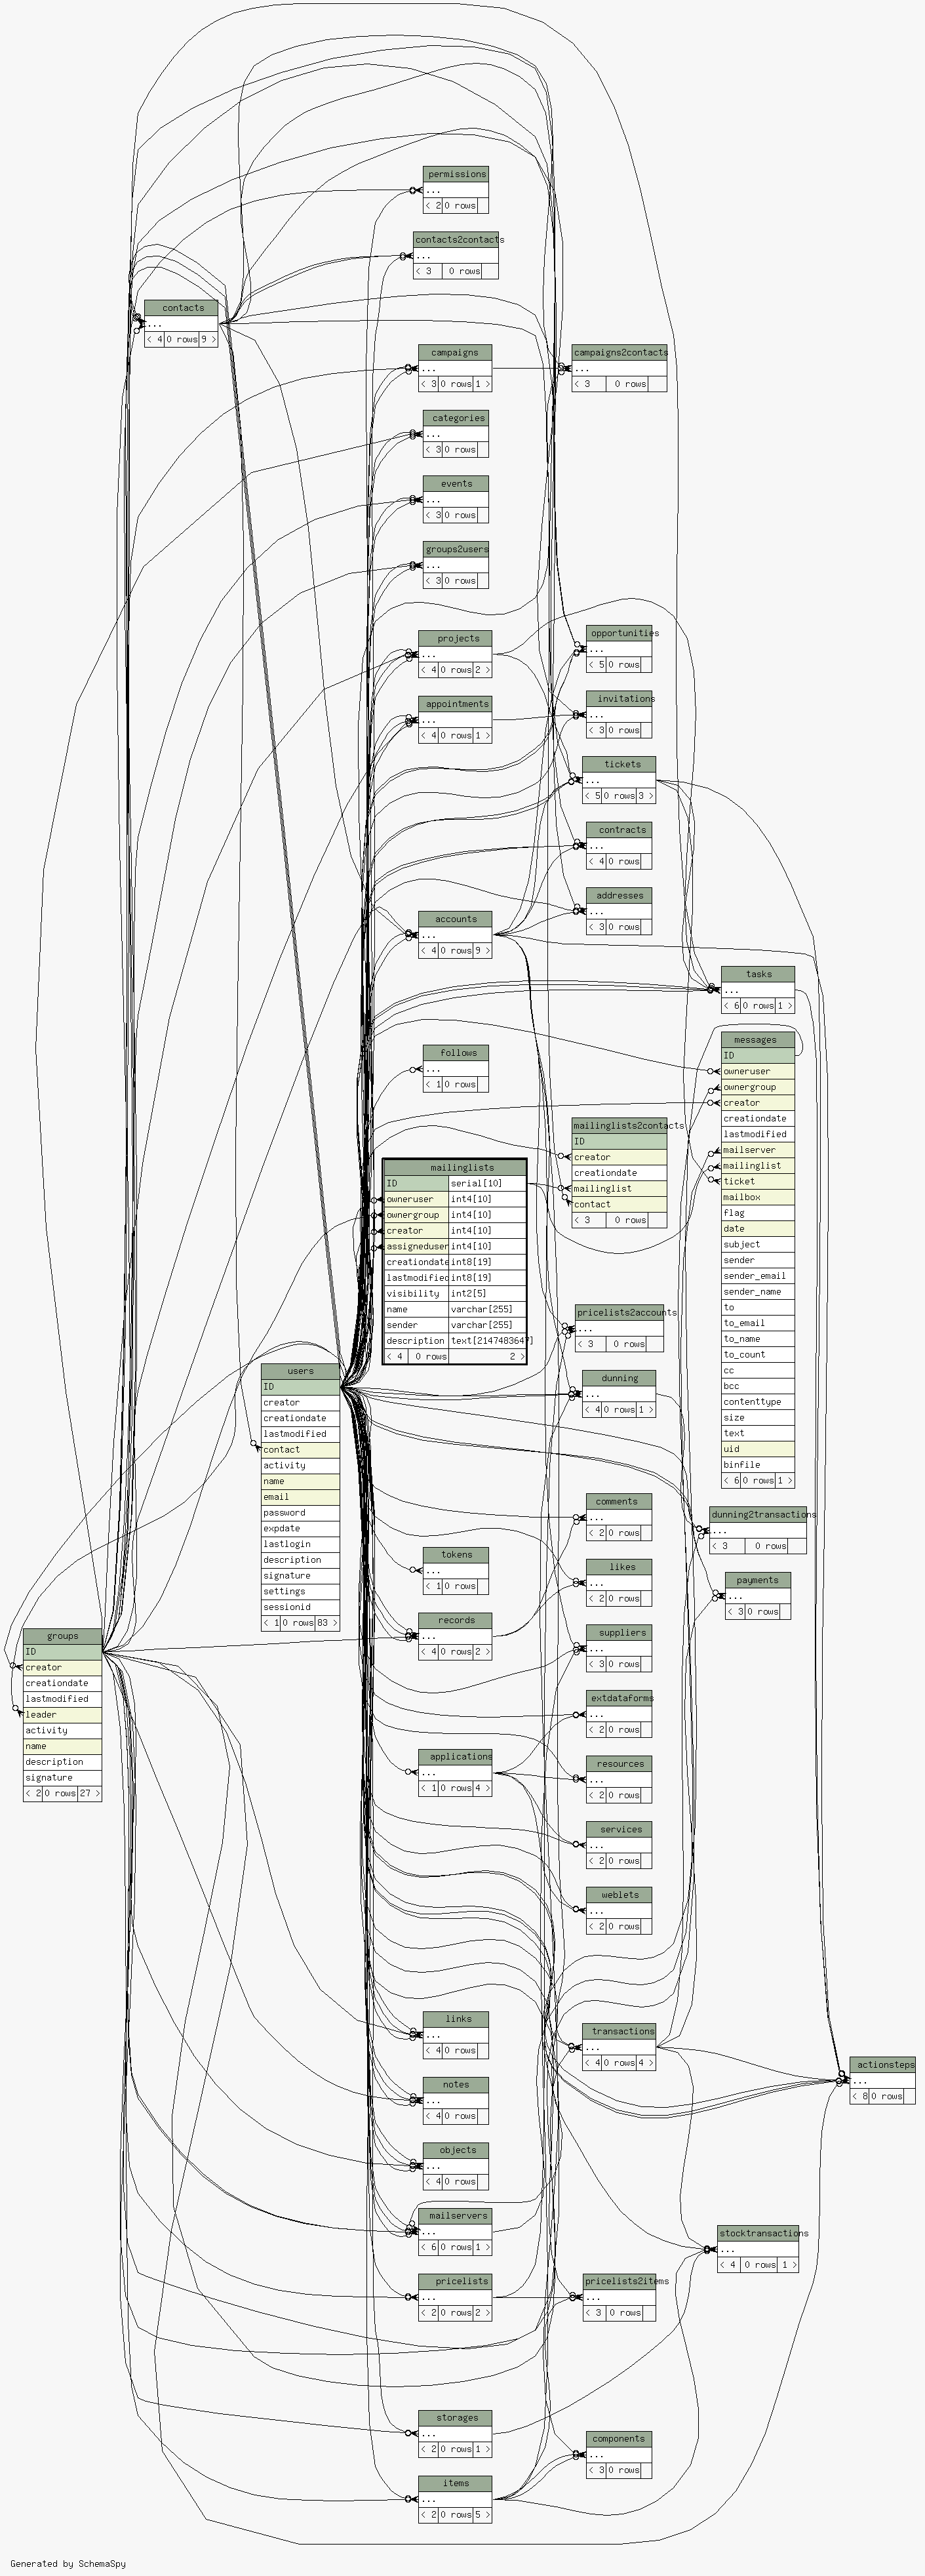 permissions
...
< 2 0 rows
contacts2contacts
...
< 3 0 rows
contacts
...
< 4 0 rows 9 >
campaigns
...
< 3 0 rows 1 >
campaigns2contacts
...
< 3 0 rows
categories
...
< 3 0 rows
events
...
< 3 0 rows
groups2users
...
< 3 0 rows
projects
...
< 4 0 rows 2 >
opportunities
...
< 5 0 rows
appointments
...
< 4 0 rows 1 >
invitations
...
< 3 0 rows
tickets
...
< 5 0 rows 3 >
contracts
...
< 4 0 rows
addresses
...
< 3 0 rows
accounts
...
< 4 0 rows 9 >
tasks
...
< 6 0 rows 1 >
follows
...
< 1 0 rows
messages
ID
owneruser
ownergroup
creator
creationdate
lastmodified
mailserver
mailinglist
ticket
mailbox
flag
date
subject
sender
sender_email
sender_name
to
to_email
to_name
to_count
cc
bcc
contenttype
size
text
uid
binfile
< 6 0 rows 1 >
mailinglists2contacts
ID
creator
creationdate
mailinglist
contact
< 3 0 rows
mailinglists
ID serial[10]
owneruser int4[10]
ownergroup int4[10]
creator int4[10]
assigneduser int4[10]
creationdate int8[19]
lastmodified int8[19]
visibility int2[5]
name varchar[255]
sender varchar[255]
description text[2147483647]
< 4 0 rows 2 >
pricelists2accounts
...
< 3 0 rows
users
ID
creator
creationdate
lastmodified
contact
activity
name
email
password
expdate
lastlogin
description
signature
settings
sessionid
< 1 0 rows 83 >
dunning
...
< 4 0 rows 1 >
comments
...
< 2 0 rows
dunning2transactions
...
< 3 0 rows
tokens
...
< 1 0 rows
likes
...
< 2 0 rows
payments
...
< 3 0 rows
records
...
< 4 0 rows 2 >
suppliers
...
< 3 0 rows
groups
ID
creator
creationdate
lastmodified
leader
activity
name
description
signature
< 2 0 rows 27 >
extdataforms
...
< 2 0 rows
applications
...
< 1 0 rows 4 >
resources
...
< 2 0 rows
services
...
< 2 0 rows
weblets
...
< 2 0 rows
links
...
< 4 0 rows
transactions
...
< 4 0 rows 4 >
actionsteps
...
< 8 0 rows
notes
...
< 4 0 rows
objects
...
< 4 0 rows
mailservers
...
< 6 0 rows 1 >
stocktransactions
...
< 4 0 rows 1 >
pricelists
...
< 2 0 rows 2 >
pricelists2items
...
< 3 0 rows
storages
...
< 2 0 rows 1 >
components
...
< 3 0 rows
items
...
< 2 0 rows 5 >
Generated by SchemaSpy